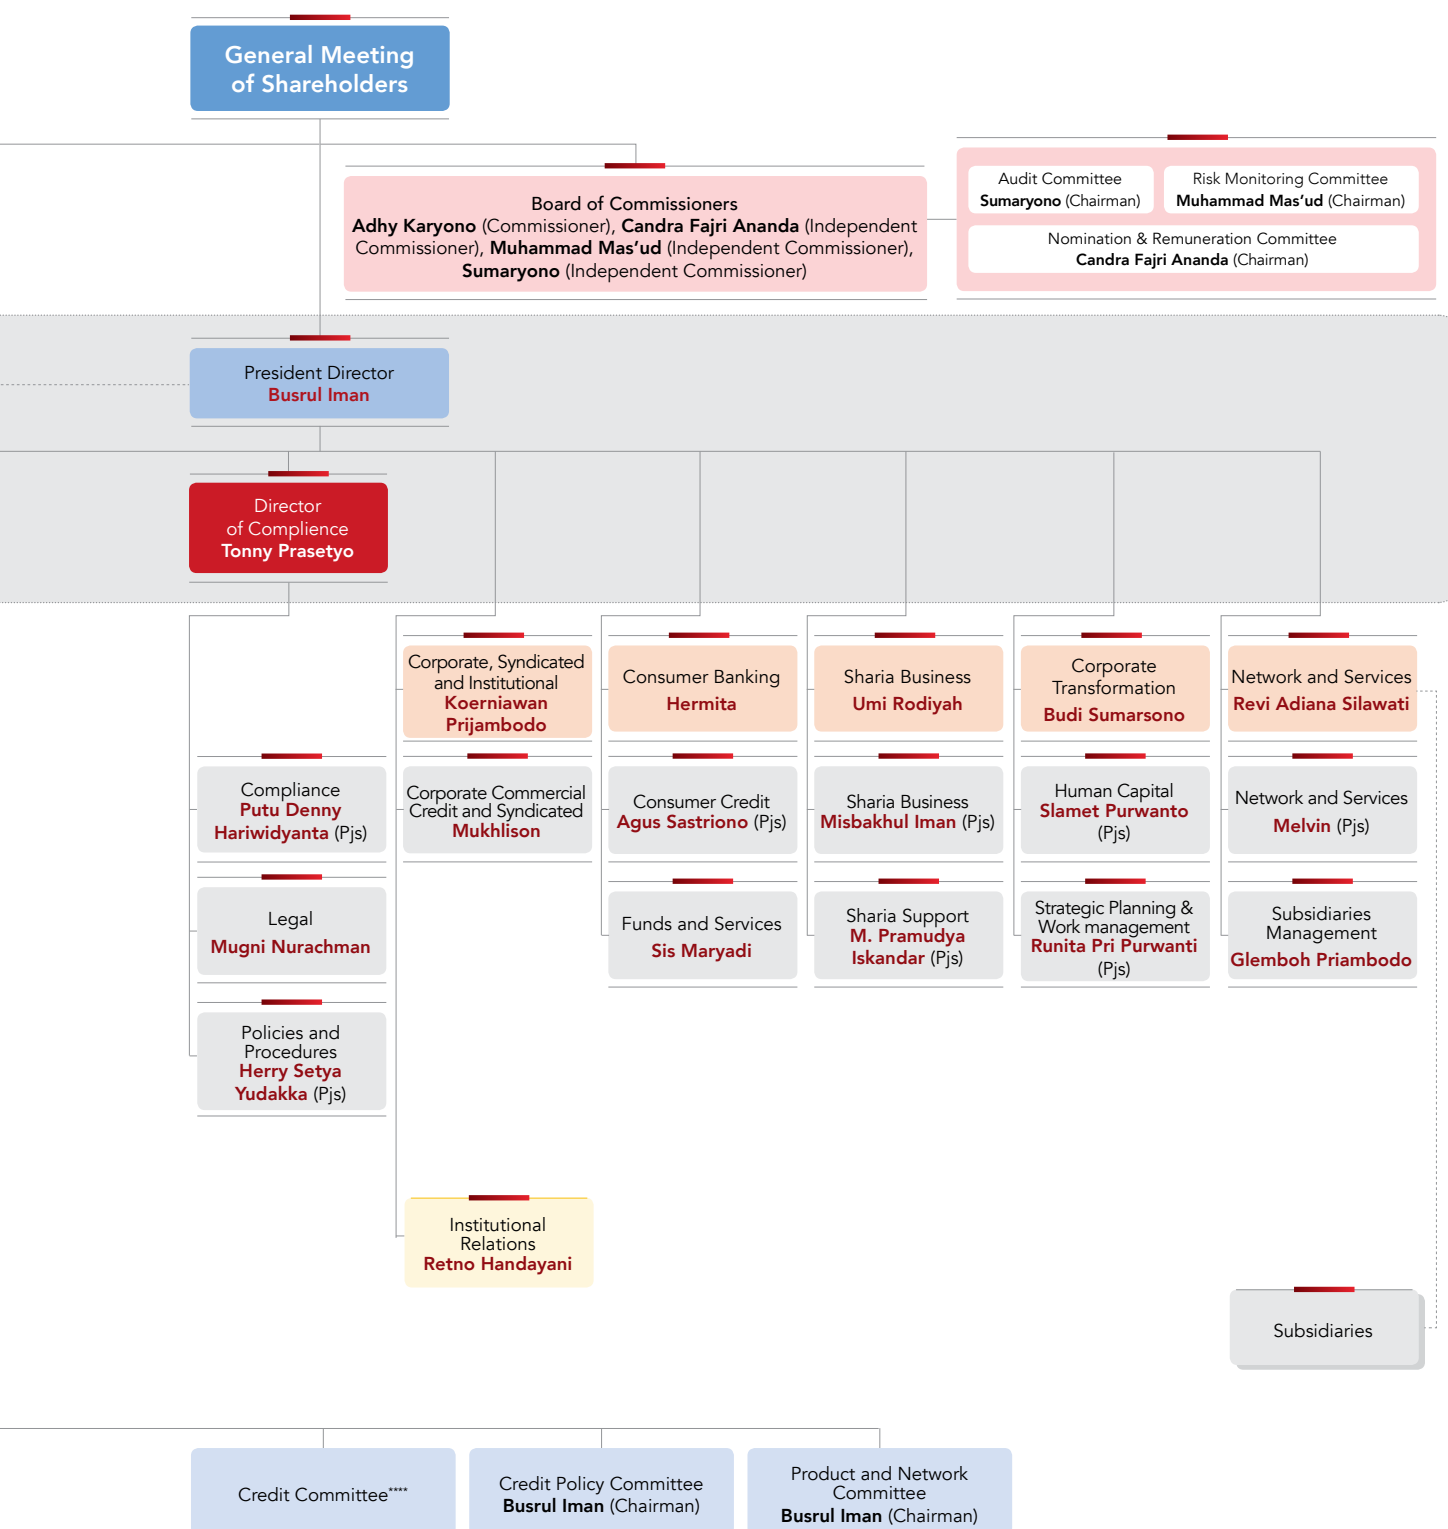 General Meeting
of Shareholders
Board of Commissioners
Adhy Karyono (Commissioner), Candra Fajri Ananda (Independent
Commissioner), Muhammad Mas'ud (Independent Commissioner),
Sumaryono (Independent Commissioner)
Audit Committee
Sumaryono (Chairman)
Risk Monitoring Committee
Muhammad Mas'ud (Chairman)
Nomination & Remuneration Committee
Candra Fajri Ananda (Chairman)
President Director
Busrul Iman
Director
of Complience
Tonny Prasetyo
Corporate, Syndicated
and Institutional
Koerniawan
Prijambodo
Consumer Banking
Hermita
Sharia Business
Umi Rodiyah
Corporate
Transformation
Budi Sumarsono
Network and Services
Revi Adiana Silawati
Compliance
Putu Denny
Hariwidyanta (Pjs)
Corporate Commercial
Credit and Syndicated
Mukhlison
Consumer Credit
Agus Sastriono (Pjs)
Sharia Business
Misbakhul Iman (Pjs)
Human Capital
Slamet Purwanto
(Pjs)
Network and Services
Melvin (Pjs)
Legal
Mugni Nurachman
Funds and Services
Sis Maryadi
Sharia Support
M. Pramudya
Iskandar (Pjs)
Strategic Planning &
Work management
Runita Pri Purwanti
(Pjs)
Subsidiaries
Management
Glemboh Priambodo
Policies and
Procedures
Herry Setya
Yudakka (Pjs)
Institutional
Relations
Retno Handayani
Subsidiaries
Credit Committee****
Credit Policy Committee
Busrul Iman (Chairman)
Product and Network
Committee
Busrul Iman (Chairman)